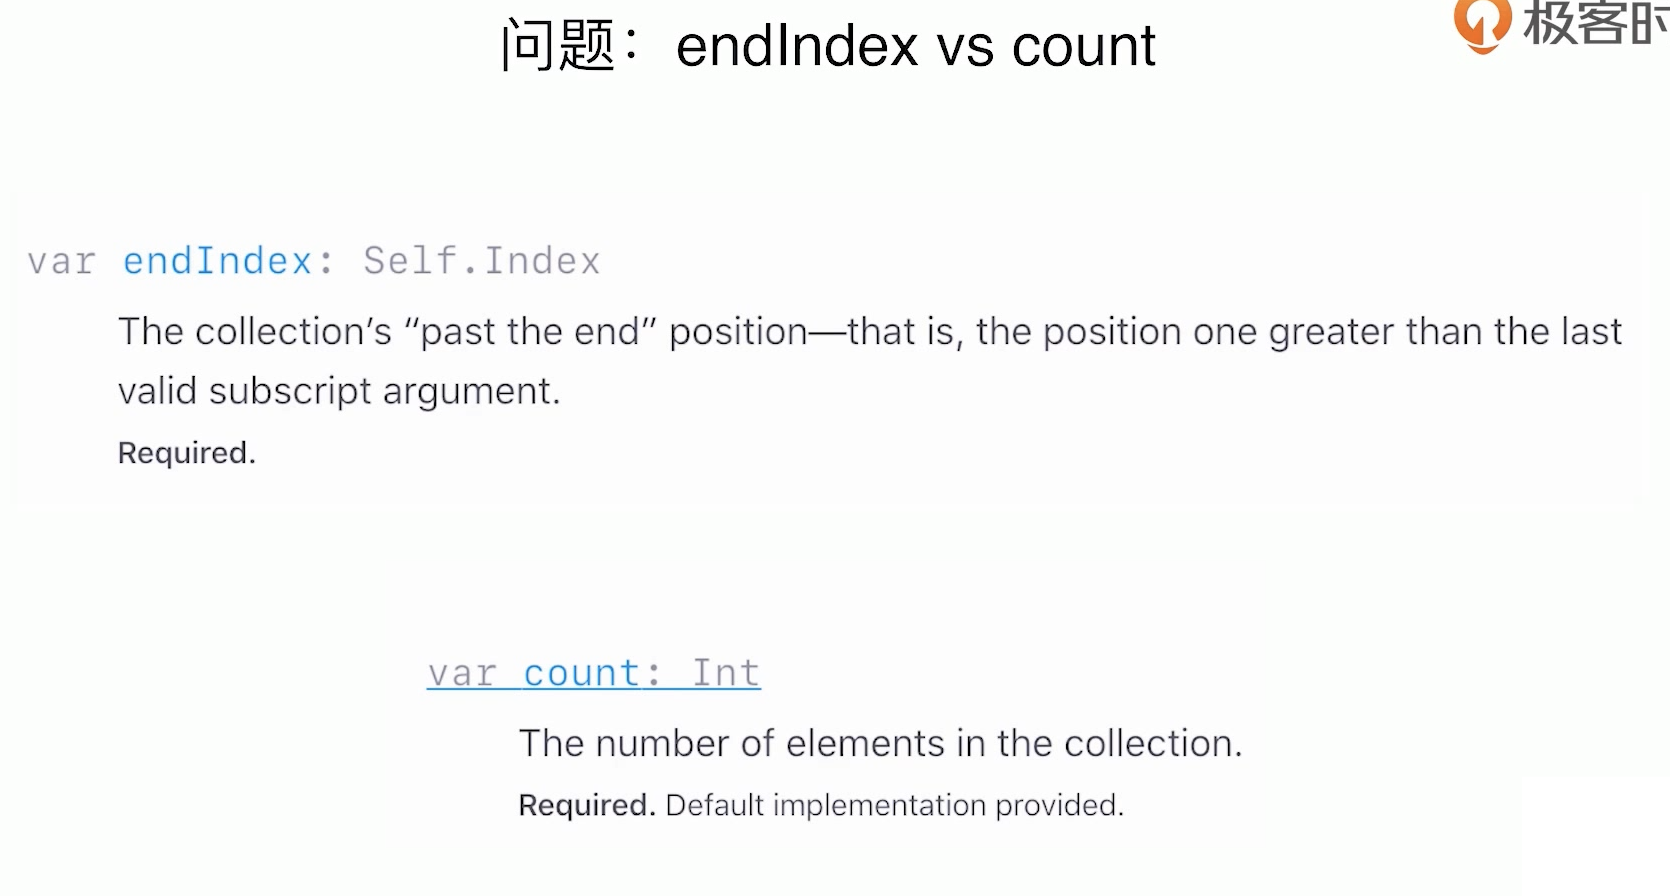 问题：endIndex vs count
极客时
var endIndex: Self.Index
The collection’s “past the end” position—that is, the position one greater than the last
valid subscript argument.
Required.
var count: Int
The number of elements in the collection.
Required. Default implementation provided.